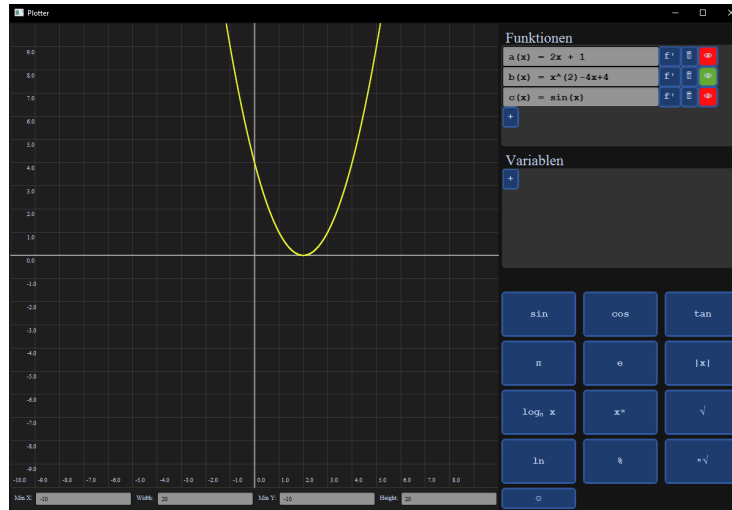 Plotter
Funktionen
a(x) = 2x + 1 f'
b(x) = x^(2)-4x+4 f'
c(x) = sin(x) f'
+
Variablen
+
9.0
8.0
7.0
6.0
5.0
4.0
3.0
2.0
1.0
0.0
-1.0
-2.0
-3.0
-4.0
-5.0
-6.0
-7.0
-8.0
-9.0
-10.0 -9.0 -8.0 -7.0 -6.0 -5.0 -4.0 -3.0 -2.0 -1.0 0.0 1.0 2.0 3.0 4.0 5.0 6.0 7.0 8.0
Min X: -10 Width: 20 Min Y: -10 Height: 20
sin cos tan
π e |x|
logₙ x xⁿ √
ln % ⁿ√